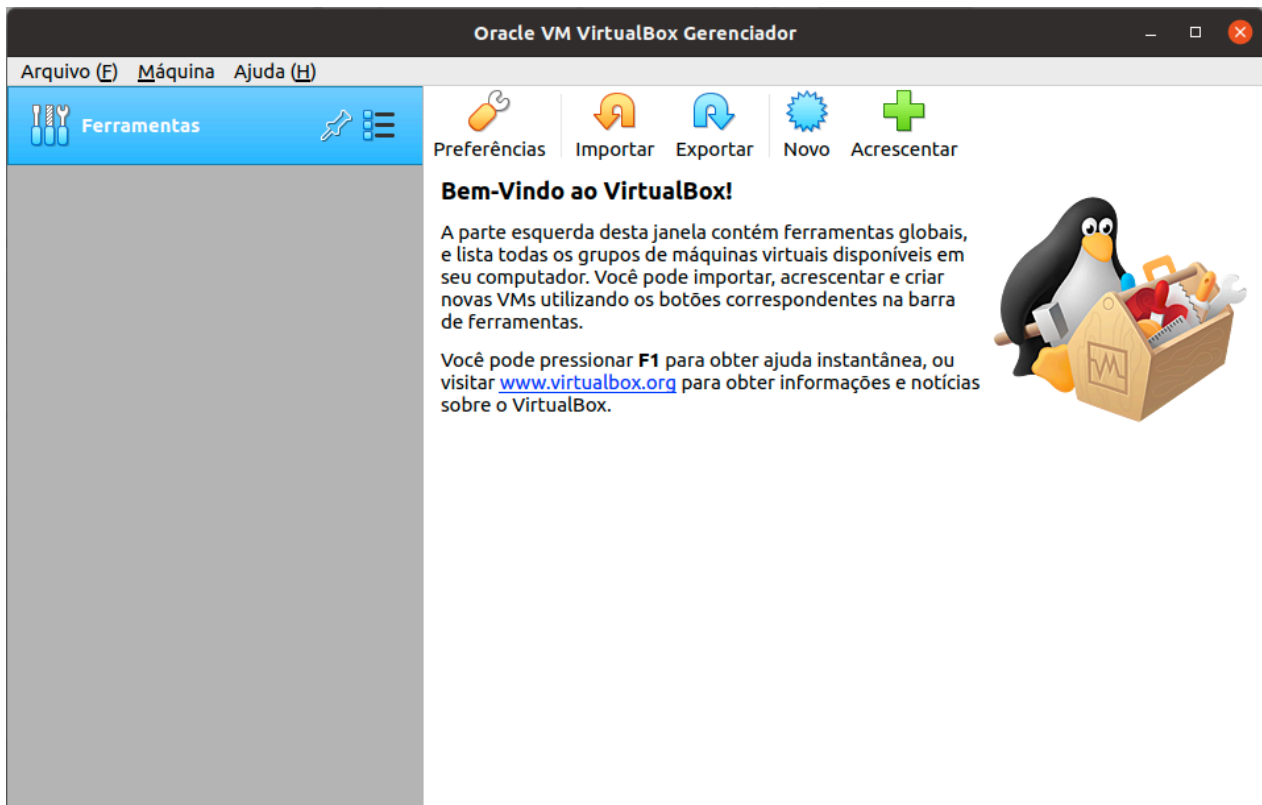 Oracle VM VirtualBox Gerenciador
Arquivo (F) Máquina Ajuda (H)
Ferramentas
Preferências Importar Exportar Novo Acrescentar
Bem-Vindo ao VirtualBox!
A parte esquerda desta janela contém ferramentas globais,
e lista todas os grupos de máquinas virtuais disponíveis em
seu computador. Você pode importar, acrescentar e criar
novas VMs utilizando os botões correspondentes na barra
de ferramentas.
Você pode pressionar F1 para obter ajuda instantânea, ou
visitar www.virtualbox.org para obter informações e notícias
sobre o VirtualBox.